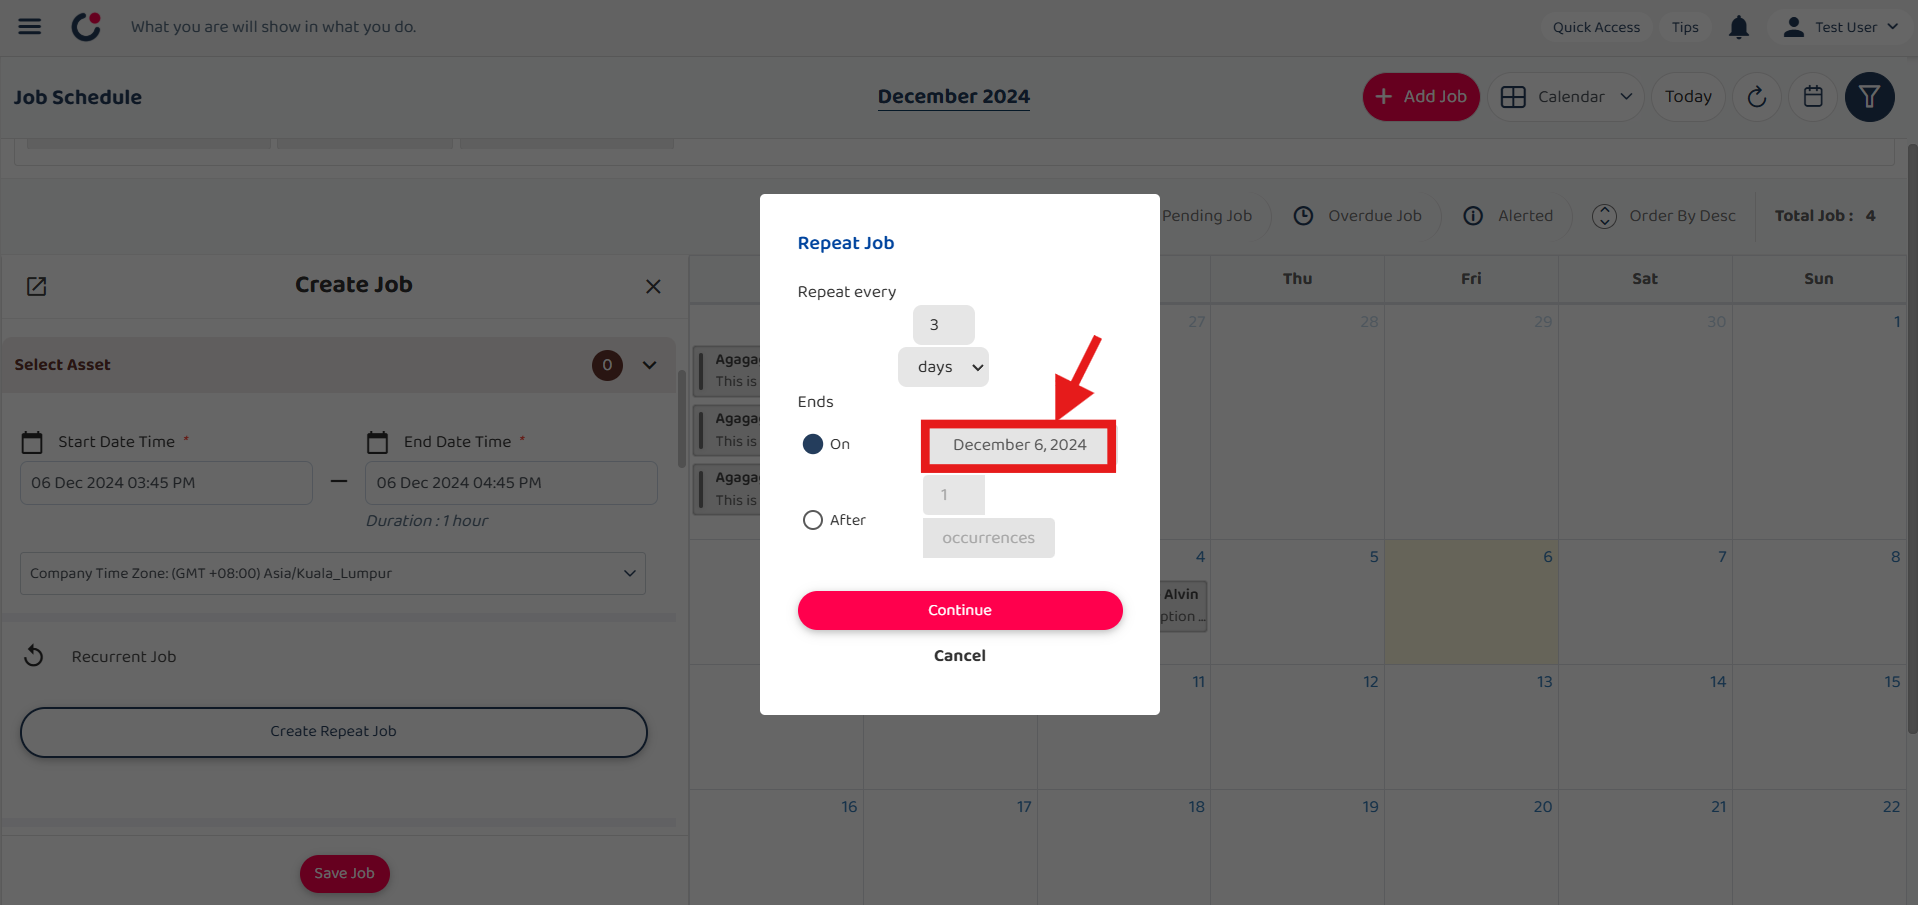 What you are will show in what you do.
Quick Access
Tips
Test User
Job Schedule
December 2024
Add Job
Calendar
Today
Pending Job
Overdue Job
Alerted
Order By Desc
Total Job : 4
Create Job
Select Asset
0
Start Date Time *
End Date Time *
06 Dec 2024 03:45 PM
06 Dec 2024 04:45 PM
Duration : 1 hour
Company Time Zone: (GMT +08:00) Asia/Kuala_Lumpur
Recurrent Job
Create Repeat Job
Save Job
Repeat Job
Repeat every
3
days
Ends
On
December 6, 2024
1
After
occurrences
Continue
Cancel
Thu
Fri
Sat
Sun
27
28
29
30
1
Agaga
This is
Agaga
This is
Agaga
This is
4
5
6
7
8
Alvin
ption ...
11
12
13
14
15
16
17
18
19
20
21
22